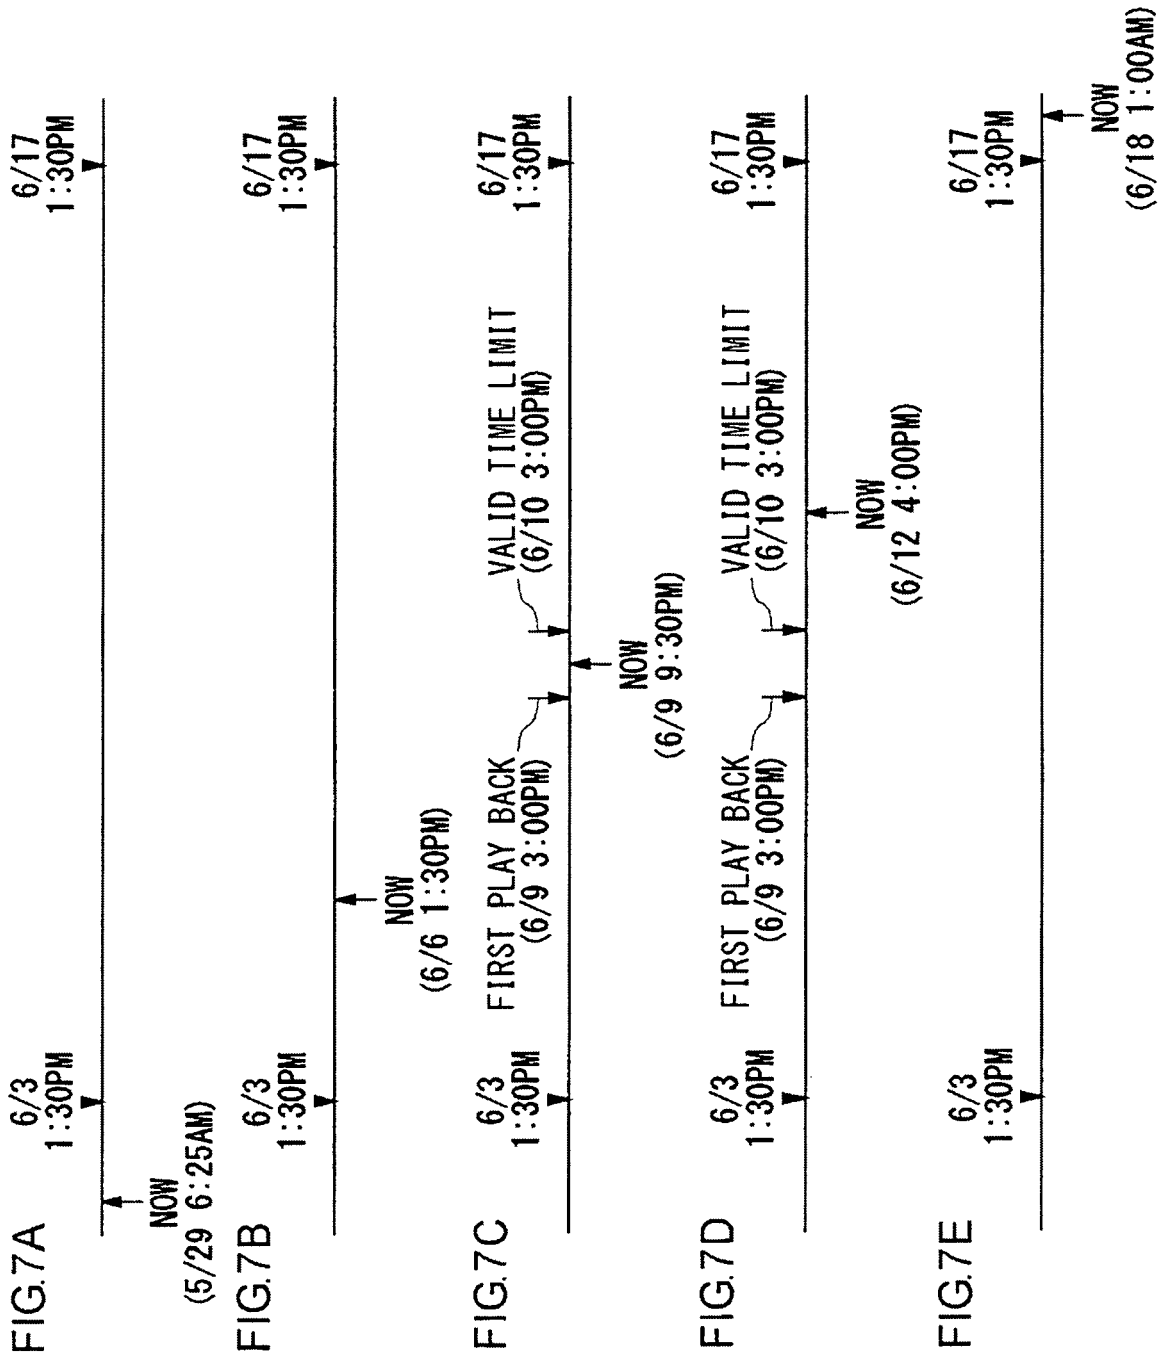 FIG.7A
6/3
1:30PM
6/17
1:30PM
NOW
(5/29 6:25AM)
FIG.7B
6/3
1:30PM
6/17
1:30PM
NOW
(6/6 1:30PM)
FIG.7C
6/3
1:30PM
FIRST PLAY BACK
(6/9 3:00PM)
VALID TIME LIMIT
(6/10 3:00PM)
6/17
1:30PM
NOW
(6/9 9:30PM)
FIG.7D
6/3
1:30PM
FIRST PLAY BACK
(6/9 3:00PM)
VALID TIME LIMIT
(6/10 3:00PM)
6/17
1:30PM
NOW
(6/12 4:00PM)
FIG.7E
6/3
1:30PM
6/17
1:30PM
NOW
(6/18 1:00AM)